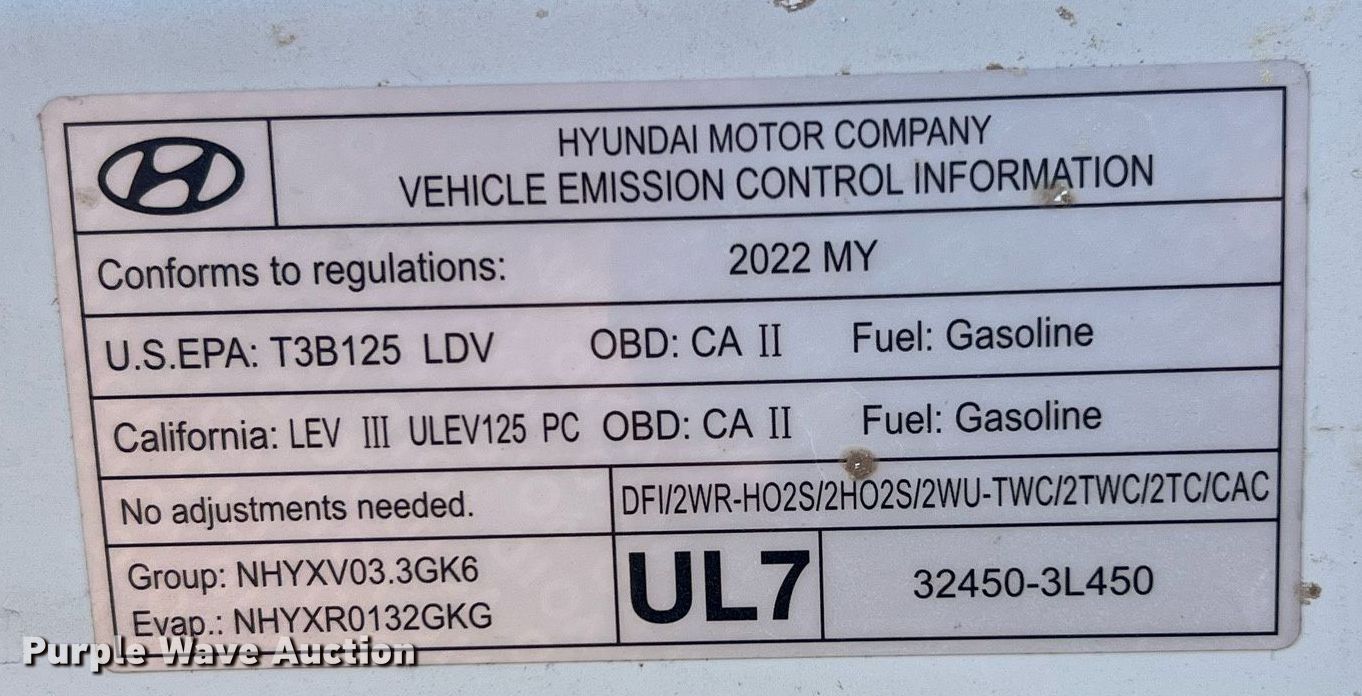 HYUNDAI MOTOR COMPANY
VEHICLE EMISSION CONTROL INFORMATION
Conforms to regulations: 2022 MY
U.S.EPA: T3B125 LDV OBD: CA II Fuel: Gasoline
California: LEV III ULEV125 PC OBD: CA II Fuel: Gasoline
No adjustments needed. DFI/2WR-HO2S/2HO2S/2WU-TWC/2TWC/2TC/CAC
Group: NHYXV03.3GK6
Evap.: NHYXR0132GKG
UL7 32450-3L450
Purple Wave Auction